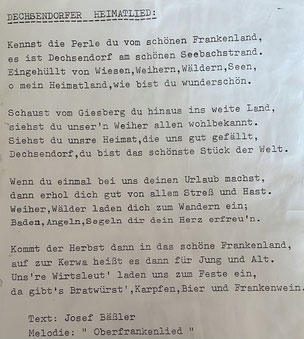 DECHSENDORFER HEIMATLIED:
Kennst die Perle du vom schönen Frankenland,
es ist Dechsendorf am schönen Seebachstrand.
Eingehüllt von Wiesen,Weihern,Wäldern,Seen,
o mein Heimatland,wie bist du wunderschön.
Schaust vom Giesberg du hinaus ins weite Land,
siehst du unser'n Weiher allen wohlbekannt.
Siehst du unsre Heimat,die uns gut gefällt,
Dechsendorf,du bist das schönste Stück der Welt.
Wenn du einmal bei uns deinen Urlaub machst,
dann erhol dich gut von allem Streß und Hast.
Weiher,Wälder laden dich zum Wandern ein;
Baden,Angeln,Segeln dir dein Herz erfreu'n.
Kommt der Herbst dann in das schöne Frankenland,
auf zur Kerwa heißt es dann für Jung und Alt.
Uns're Wirtsleut' laden uns zum Feste ein,
da gibt's Bratwürst',Karpfen,Bier und Frankenwein.
Text: Josef Bäßler
Melodie: " Oberfrankenlied "